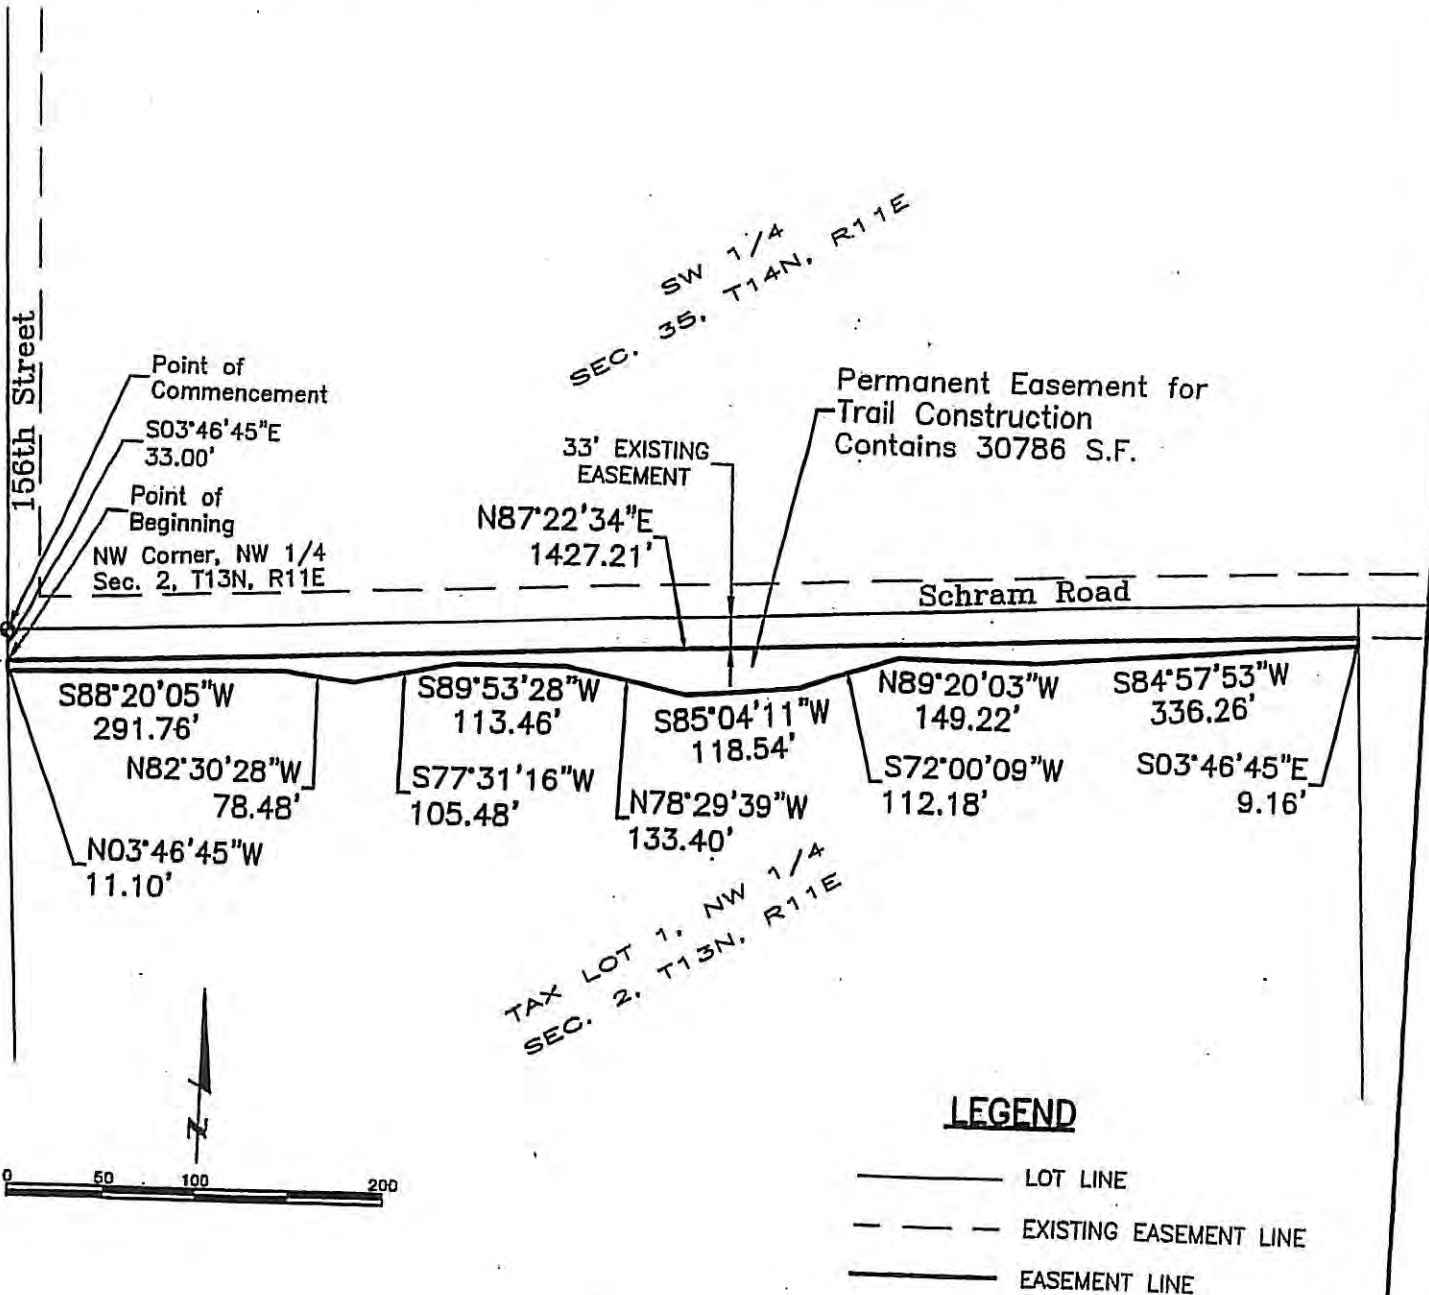 156th Street
SW 1/4
SEC. 35, T14N, R11E
Point of
Commencement
S03°46'45"E
33.00'
Point of
Beginning
NW Corner, NW 1/4
Sec. 2, T13N, R11E
33' EXISTING
EASEMENT
N87°22'34"E
1427.21'
Permanent Easement for
Trail Construction
Contains 30786 S.F.
Schram Road
S88°20'05"W
291.76'
N82°30'28"W
78.48'
N03°46'45"W
11.10'
S89°53'28"W
113.46'
S77°31'16"W
105.48'
S85°04'11"W
118.54'
N78°29'39"W
133.40'
N89°20'03"W
149.22'
S72°00'09"W
112.18'
S84°57'53"W
336.26'
S03°46'45"E
9.16'
TAX LOT 1, NW 1/4
SEC. 2, T13N, R11E
N
0 50 100 200
LEGEND
LOT LINE
EXISTING EASEMENT LINE
EASEMENT LINE